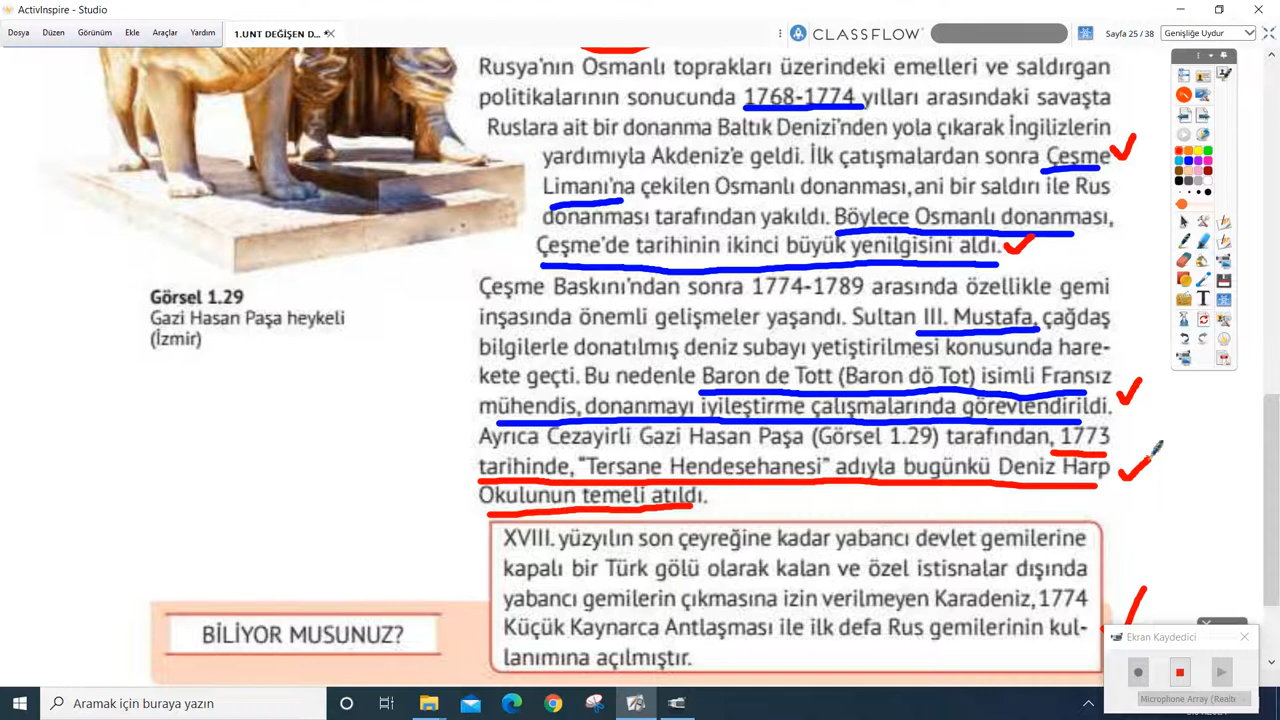 ActivInspire - Studio
Dosya Düzen Görünüm Ekle Araçlar Yardım
1.UNT DEĞİŞEN D...
CLASSFLOW
Sayfa 25 / 38
Genişliğe Uydur
Rusya'nın Osmanlı toprakları üzerindeki emelleri ve saldırgan
politikalarının sonucunda 1768-1774 yılları arasındaki savaşta
Ruslara ait bir donanma Baltık Denizi'nden yola çıkarak İngilizlerin
yardımıyla Akdeniz'e geldi. İlk çatışmalardan sonra Çeşme
Limanı'na çekilen Osmanlı donanması, ani bir saldırı ile Rus
donanması tarafından yakıldı. Böylece Osmanlı donanması,
Çeşme'de tarihinin ikinci büyük yenilgisini aldı.
Görsel 1.29
Gazi Hasan Paşa heykeli
(İzmir)
Çeşme Baskını'ndan sonra 1774-1789 arasında özellikle gemi
inşasında önemli gelişmeler yaşandı. Sultan III. Mustafa, çağdaş
bilgilerle donatılmış deniz subayı yetiştirilmesi konusunda hare-
kete geçti. Bu nedenle Baron de Tott (Baron dö Tot) isimli Fransız
mühendis, donanmayı iyileştirme çalışmalarında görevlendirildi.
Ayrıca Cezayirli Gazi Hasan Paşa (Görsel 1.29) tarafından, 1773
tarihinde, “Tersane Hendesehanesi” adıyla bugünkü Deniz Harp
Okulunun temeli atıldı.
XVIII. yüzyılın son çeyreğine kadar yabancı devlet gemilerine
kapalı bir Türk gölü olarak kalan ve özel istisnalar dışında
yabancı gemilerin çıkmasına izin verilmeyen Karadeniz, 1774
Küçük Kaynarca Antlaşması ile ilk defa Rus gemilerinin kul-
lanımına açılmıştır.
BİLİYOR MUSUNUZ?
Ekran Kaydedici
Microphone Array (Realt
Aramak için buraya yazın